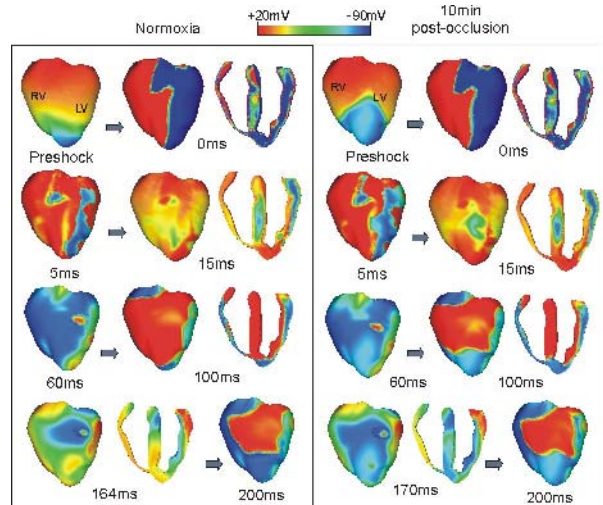 Normoxia
+20mV
-90mV
10min
post-occlusion
RV
LV
Preshock
0ms
5ms
15ms
60ms
100ms
164ms
200ms
RV
LV
Preshock
0ms
5ms
15ms
60ms
100ms
170ms
200ms